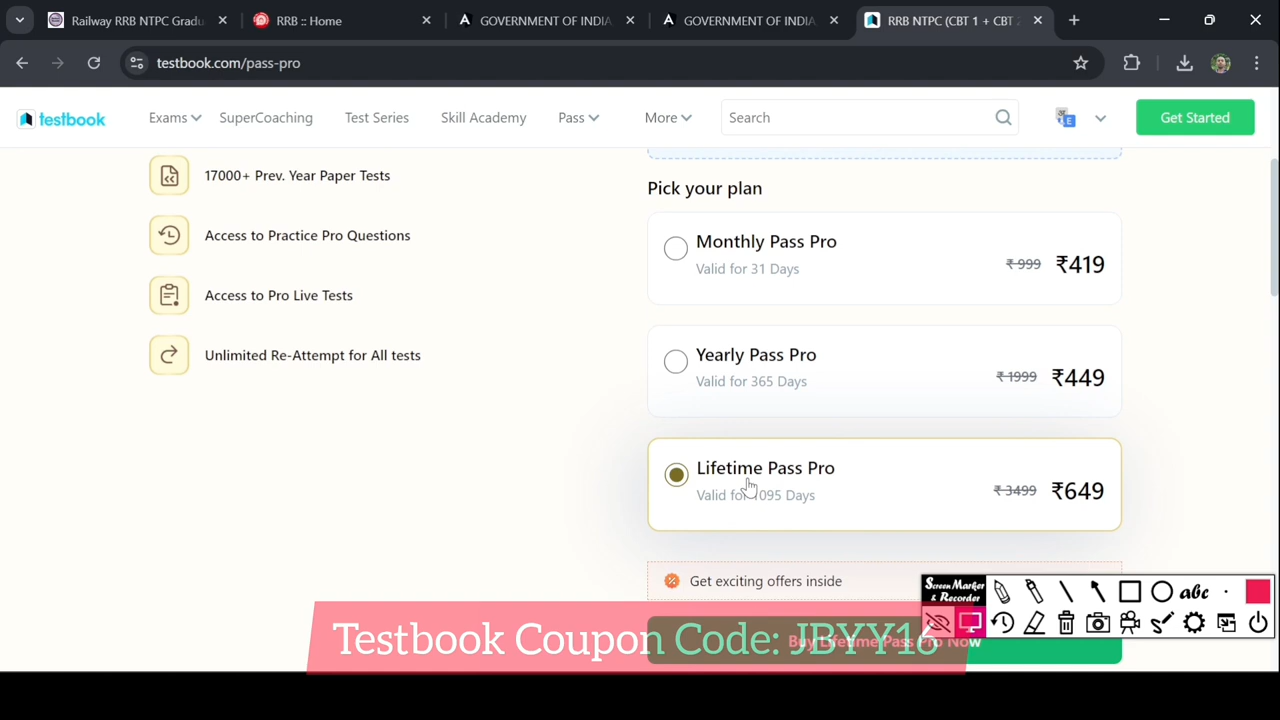 Railway RRB NTPC Gradu
RRB :: Home
GOVERNMENT OF INDIA
GOVERNMENT OF INDIA
RRB NTPC (CBT 1 + CBT
testbook.com/pass-pro
testbook
Exams
SuperCoaching
Test Series
Skill Academy
Pass
More
Search
E
Get Started
17000+ Prev. Year Paper Tests
Access to Practice Pro Questions
Access to Pro Live Tests
Unlimited Re-Attempt for All tests
Pick your plan
Monthly Pass Pro
Valid for 31 Days
₹ 999 ₹419
Yearly Pass Pro
Valid for 365 Days
₹ 1999 ₹449
Lifetime Pass Pro
Valid for 1095 Days
₹ 3499 ₹649
Get exciting offers inside
Screen Marker
& Recorder
abc
Buy Lifetime Pass Pro Now
Testbook Coupon Code: JBYY16